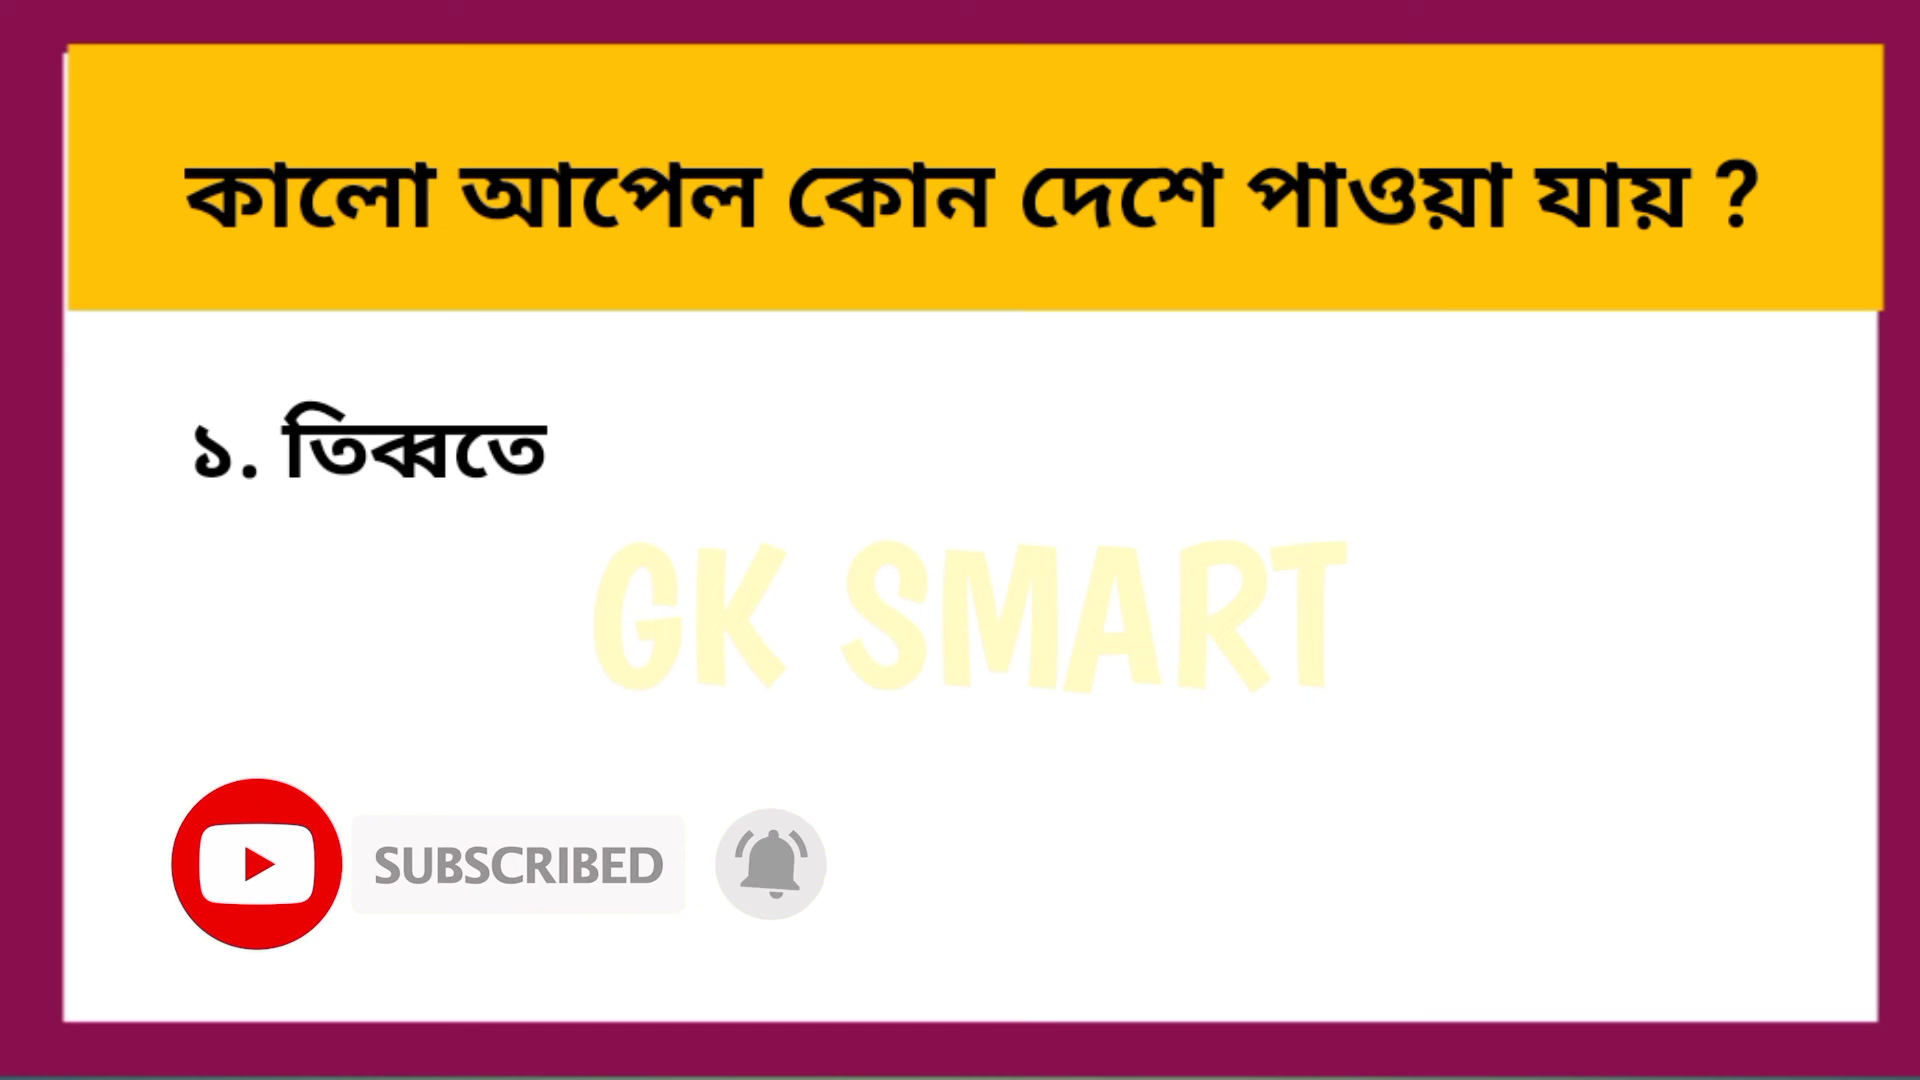 কালো আপেল কোন দেশে পাওয়া যায় ?
১. তিব্বতে
GK SMART
SUBSCRIBED